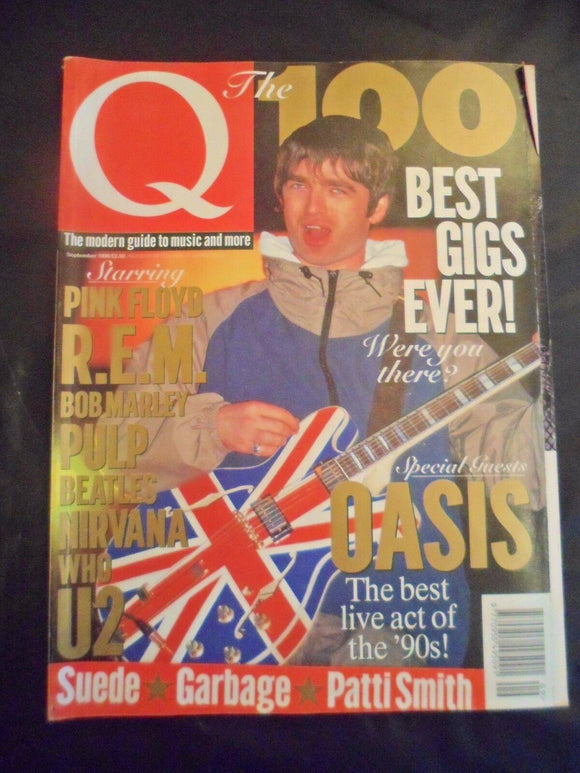 Q
The 100
BEST
GIGS
EVER!
Were you
there?
The modern guide to music and more
Starring
PINK FLOYD
R.E.M.
BOB MARLEY
PULP
BEATLES
NIRVANA
WHO
U2
Special Guests
OASIS
The best
live act of
the '90s!
Suede ★ Garbage ★ Patti Smith